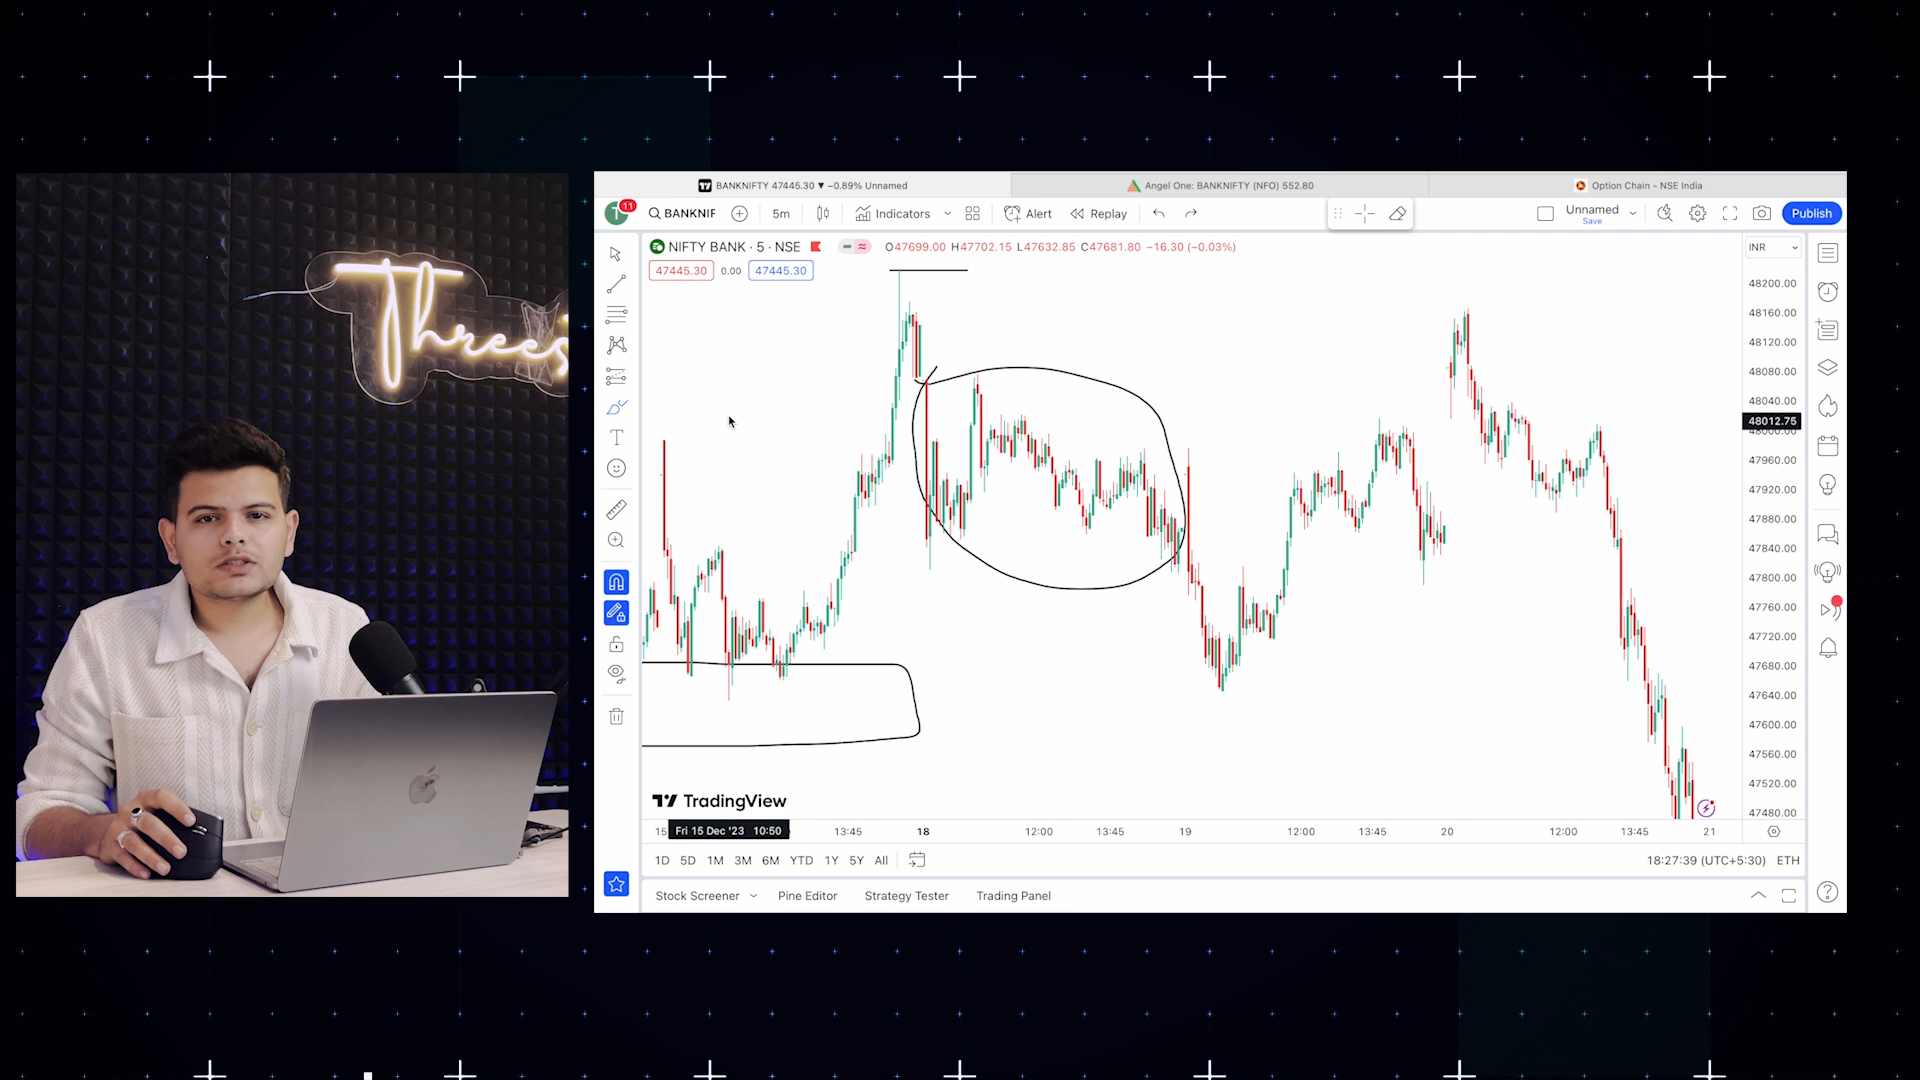 Threes
BANKNIFTY 47445.30 ▼ −0.89% Unnamed
Angel One: BANKNIFTY (NFO) 552.80
Option Chain - NSE India
T
11
BANKNIF
5m
Indicators
Alert
Replay
Unnamed
Save
Publish
NIFTY BANK · 5 · NSE
O47699.00 H47702.15 L47632.85 C47681.80 −16.30 (−0.03%)
INR
47445.30
0.00
47445.30
48200.00
48160.00
48120.00
48080.00
48040.00
48012.75
47960.00
47920.00
47880.00
47840.00
47800.00
47760.00
47720.00
47680.00
47640.00
47600.00
47560.00
47520.00
47480.00
TradingView
15
Fri 15 Dec '23 10:50
13:45
18
12:00
13:45
19
12:00
13:45
20
12:00
13:45
21
1D 5D 1M 3M 6M YTD 1Y 5Y All
18:27:39 (UTC+5:30) ETH
Stock Screener
Pine Editor
Strategy Tester
Trading Panel